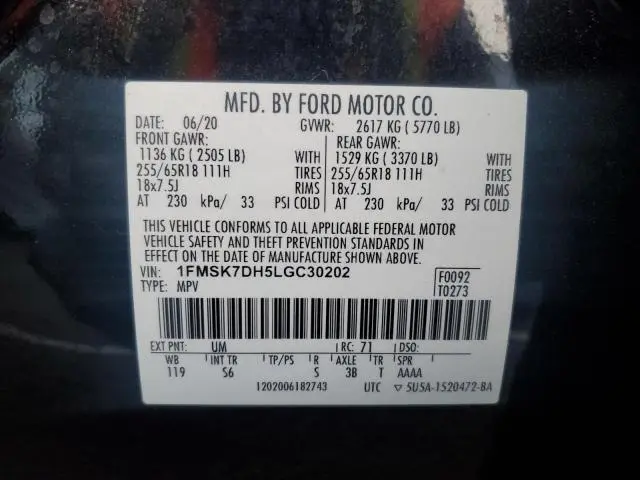 MFD. BY FORD MOTOR CO.
DATE: 06/20 GVWR: 2617 KG ( 5770 LB)
FRONT GAWR: REAR GAWR:
1136 KG ( 2505 LB) WITH 1529 KG ( 3370 LB) WITH
255/65R18 111H TIRES 255/65R18 111H TIRES
18x7.5J RIMS 18x7.5J RIMS
AT 230 kPa/ 33 PSI COLD AT 230 kPa/ 33 PSI COLD
THIS VEHICLE CONFORMS TO ALL APPLICABLE FEDERAL MOTOR
VEHICLE SAFETY AND THEFT PREVENTION STANDARDS IN
EFFECT ON THE DATE OF MANUFACTURE SHOWN ABOVE.
VIN: 1FMSK7DH5LGC30202 F0092
TYPE: MPV T0273
EXT PNT: UM RC: 71 DSO:
WB INT TR TP/PS R AXLE TR SPR
119 S6 S 3B T AAAA
1202006182743 UTC ▽ 5U5A-1520472-BA